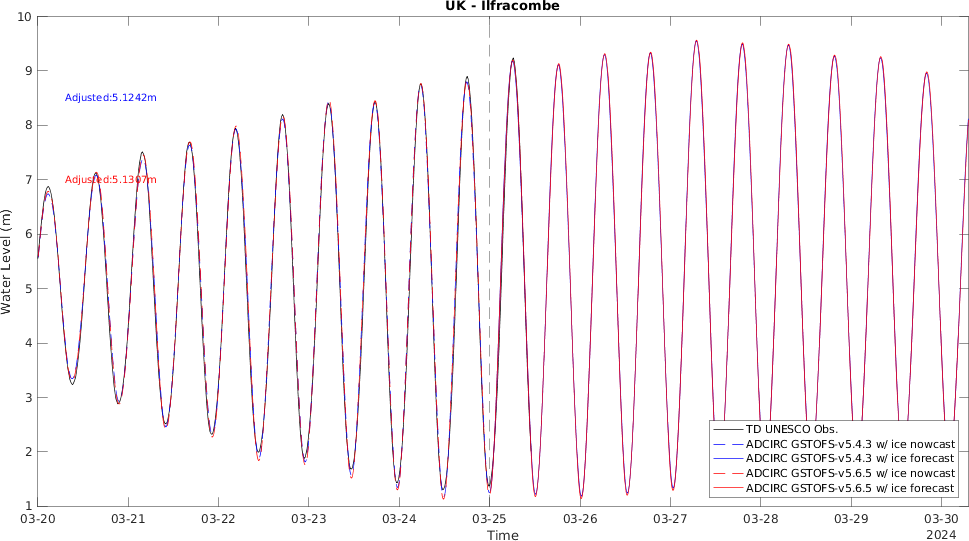 UK - Ilfracombe
10
9
8
7
6
5
4
3
2
1
Water Level (m)
Adjusted:5.1242m
Adjusted:5.1307m
TD UNESCO Obs.
ADCIRC GSTOFS-v5.4.3 w/ ice nowcast
ADCIRC GSTOFS-v5.4.3 w/ ice forecast
ADCIRC GSTOFS-v5.6.5 w/ ice nowcast
ADCIRC GSTOFS-v5.6.5 w/ ice forecast
03-20 03-21 03-22 03-23 03-24 03-25 03-26 03-27 03-28 03-29 03-30
Time
2024